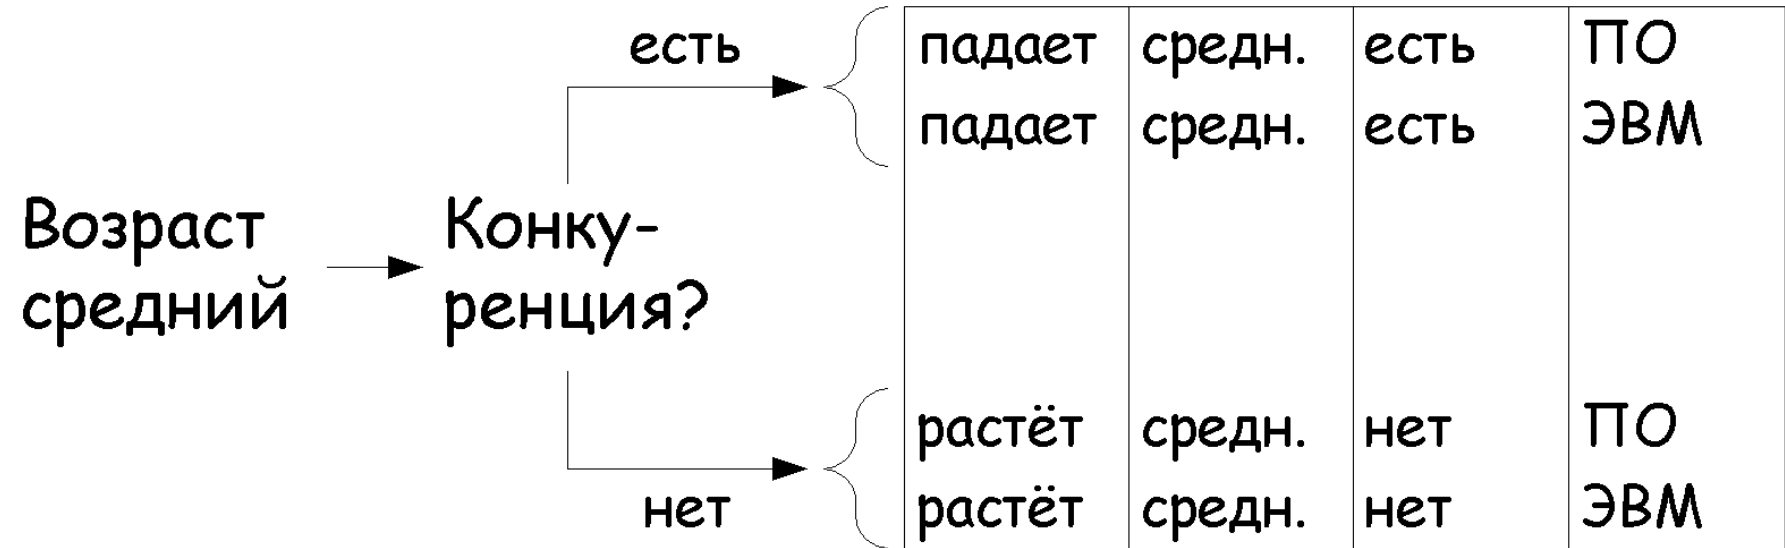 есть
падает средн. есть ПО
падает средн. есть ЭВМ
Возраст
средний
Конку-
ренция?
растёт средн. нет ПО
растёт средн. нет ЭВМ
нет